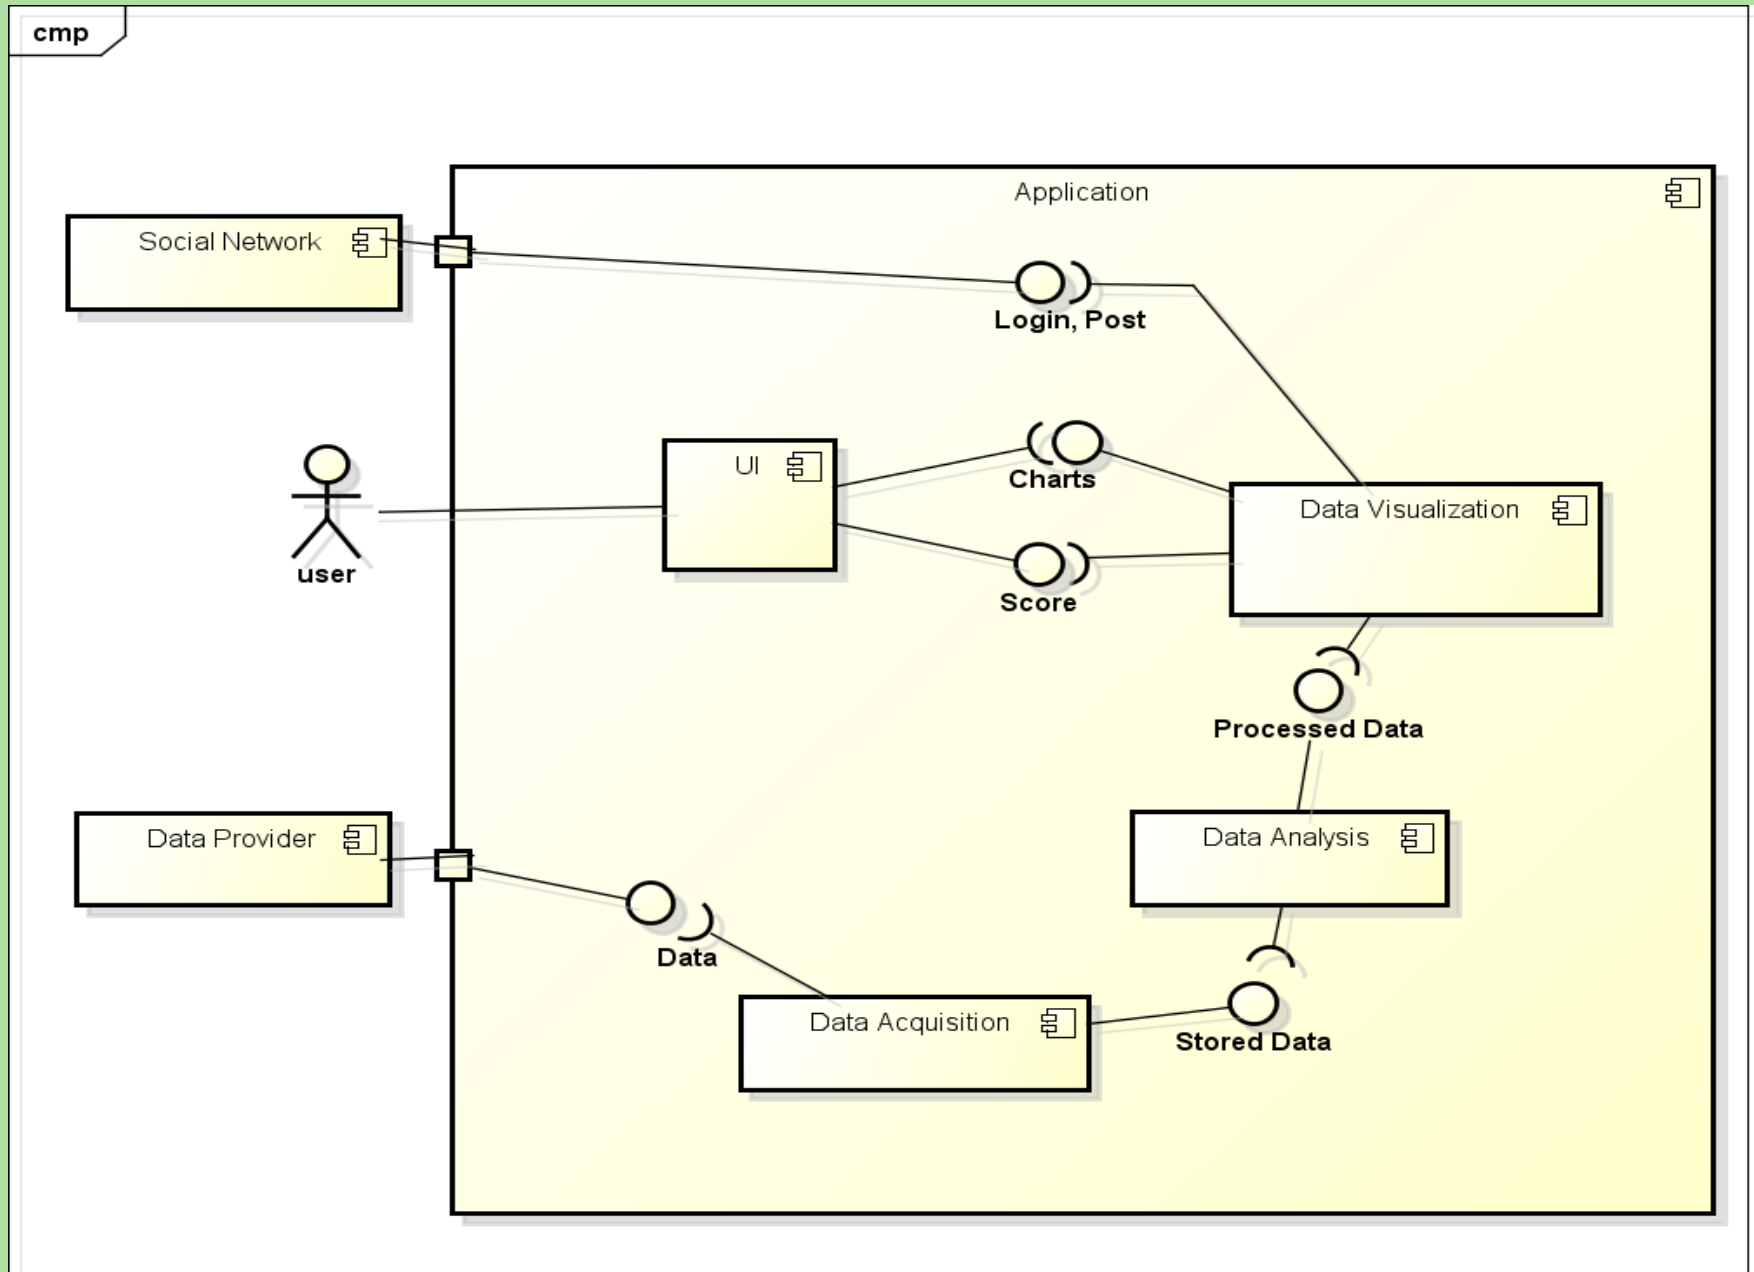 cmp
Application
Social Network
Login, Post
UI
Charts
Data Visualization
user
Score
Processed Data
Data Provider
Data Analysis
Data
Data Acquisition
Stored Data